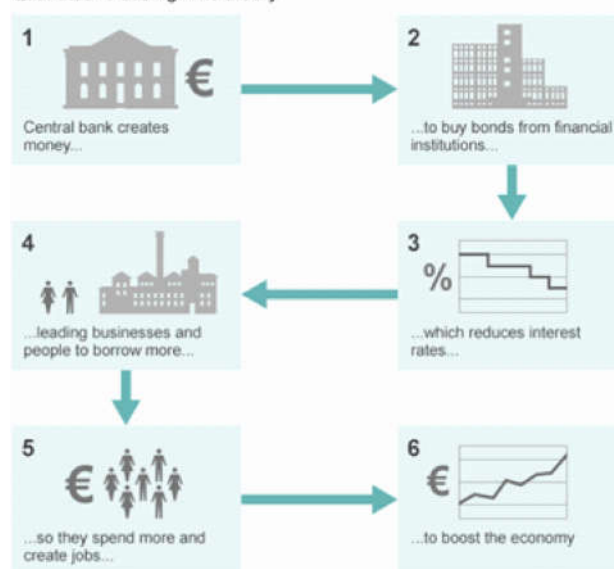 1
€
Central bank creates
money...
2
...to buy bonds from financial
institutions...
3
%
...which reduces interest
rates...
4
...leading businesses and
people to borrow more...
5
€
...so they spend more and
create jobs...
6
€
...to boost the economy